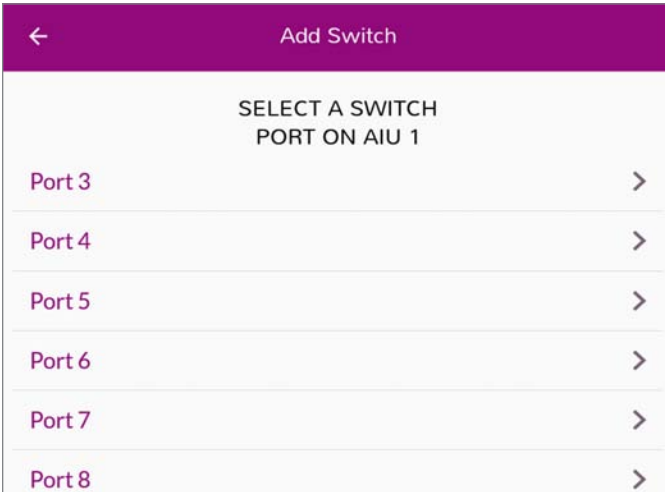 Add Switch
SELECT A SWITCH
PORT ON AIU 1
Port 3
Port 4
Port 5
Port 6
Port 7
Port 8